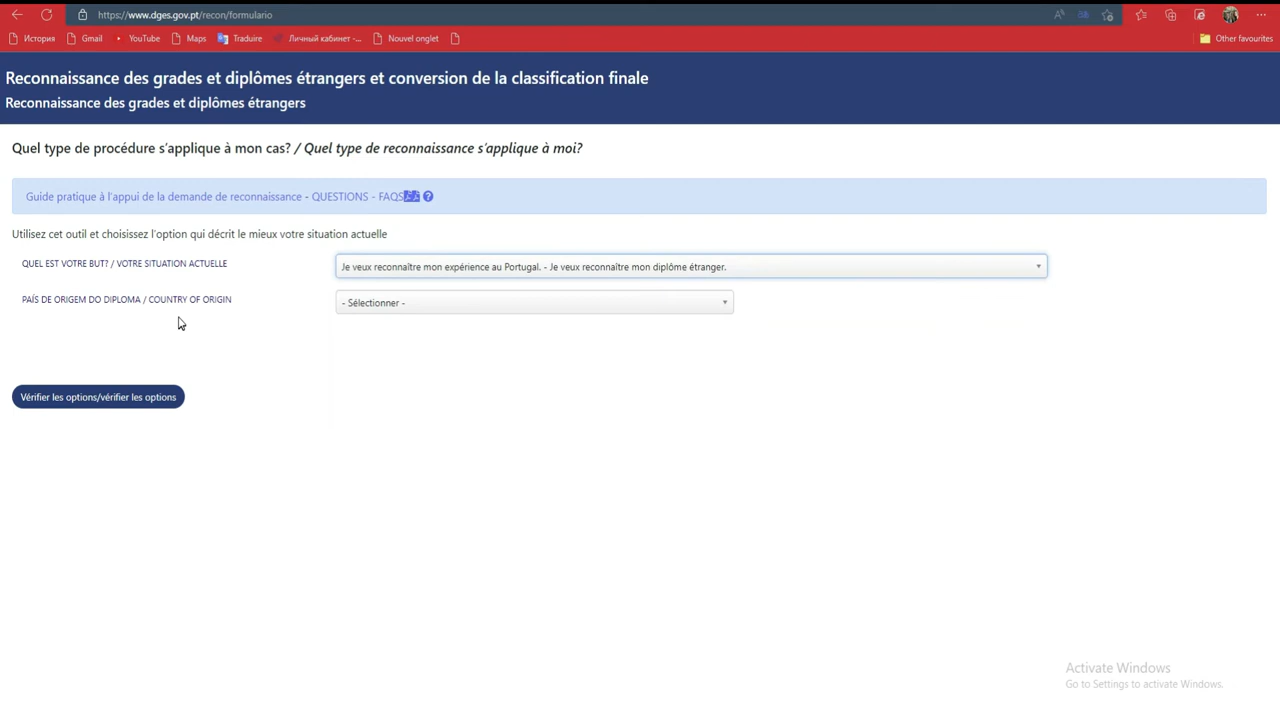 https://www.dges.gov.pt/recon/formulario
История Gmail YouTube Maps Traduire Личный кабинет -... Nouvel onglet Other favourites
Reconnaissance des grades et diplômes étrangers et conversion de la classification finale
Reconnaissance des grades et diplômes étrangers
Quel type de procédure s'applique à mon cas? / Quel type de reconnaissance s'applique à moi?
Guide pratique à l'appui de la demande de reconnaissance - QUESTIONS - FAQS
Utilisez cet outil et choisissez l'option qui décrit le mieux votre situation actuelle
QUEL EST VOTRE BUT? / VOTRE SITUATION ACTUELLE Je veux reconnaître mon expérience au Portugal. - Je veux reconnaître mon diplôme étranger.
PAÍS DE ORIGEM DO DIPLOMA / COUNTRY OF ORIGIN - Sélectionner -
Vérifier les options/vérifier les options
Activate Windows
Go to Settings to activate Windows.